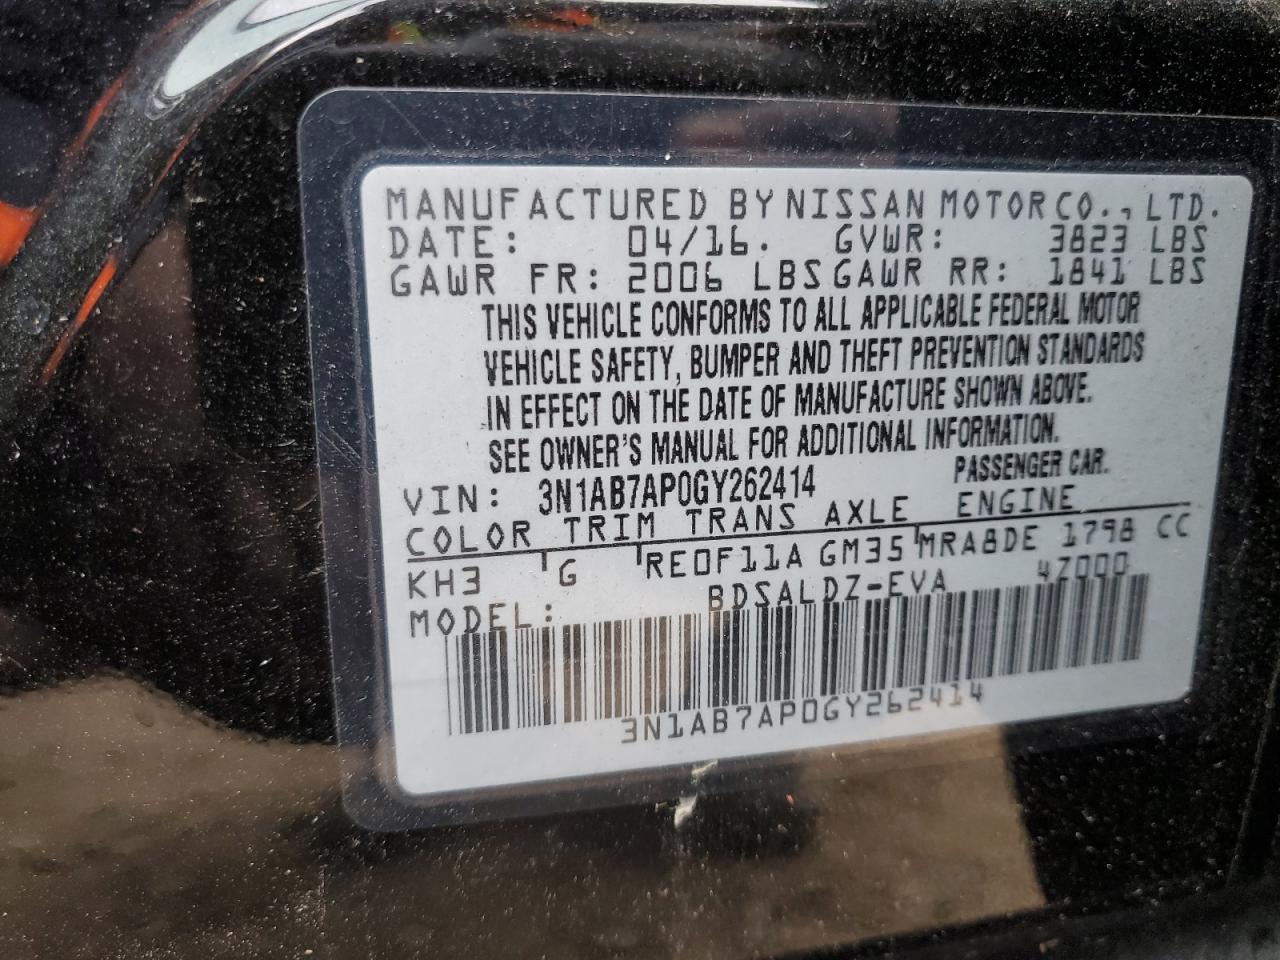 MANUFACTURED BY NISSAN MOTOR CO., LTD.
DATE: 04/16. GVWR: 3823 LBS
GAWR FR: 2006 LBS GAWR RR: 1841 LBS
THIS VEHICLE CONFORMS TO ALL APPLICABLE FEDERAL MOTOR
VEHICLE SAFETY, BUMPER AND THEFT PREVENTION STANDARDS
IN EFFECT ON THE DATE OF MANUFACTURE SHOWN ABOVE.
SEE OWNER'S MANUAL FOR ADDITIONAL INFORMATION.
VIN: 3N1AB7AP0GY262414 PASSENGER CAR.
COLOR TRIM TRANS AXLE ENGINE
KH3 G RE0F11A GM35 MRA8DE 1798 CC
MODEL: BDSALDZ-EVA 47000
3N1AB7AP0GY262414